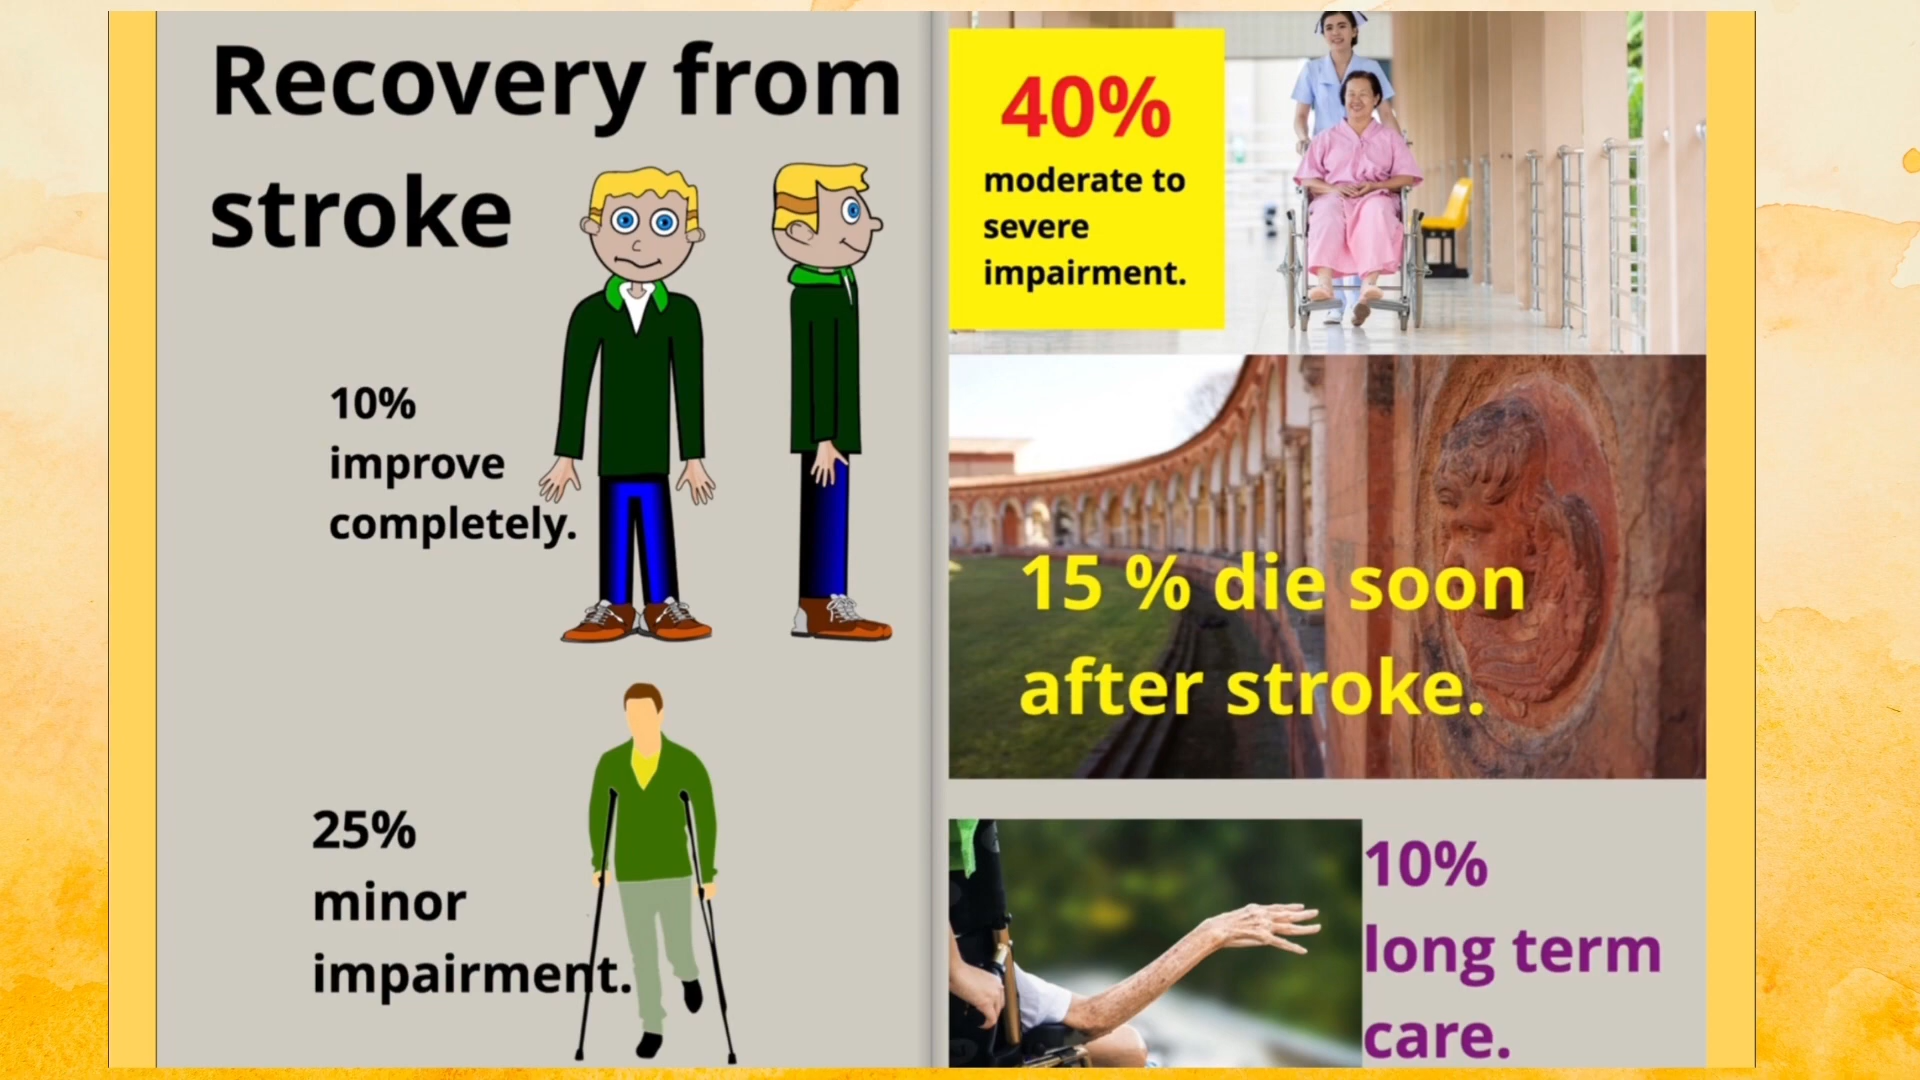 Recovery from
stroke
10%
improve
completely.
25%
minor
impairment.
40%
moderate to
severe
impairment.
15 % die soon
after stroke.
10%
long term
care.